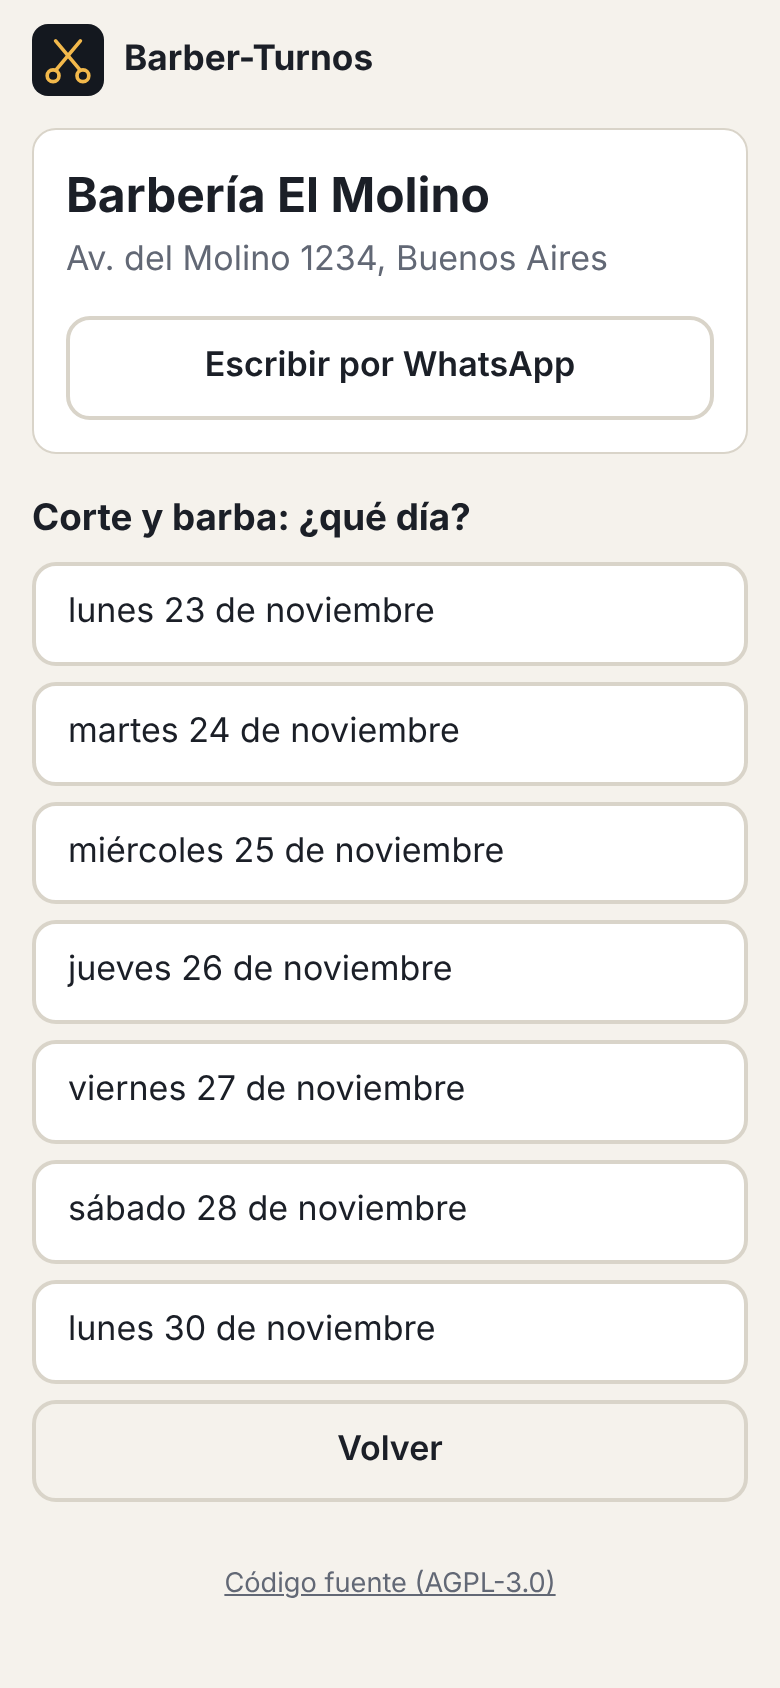 Barber-Turnos
Barbería El Molino
Av. del Molino 1234, Buenos Aires
Escribir por WhatsApp
Corte y barba: ¿qué día?
lunes 23 de noviembre
martes 24 de noviembre
miércoles 25 de noviembre
jueves 26 de noviembre
viernes 27 de noviembre
sábado 28 de noviembre
lunes 30 de noviembre
Volver
Código fuente (AGPL-3.0)